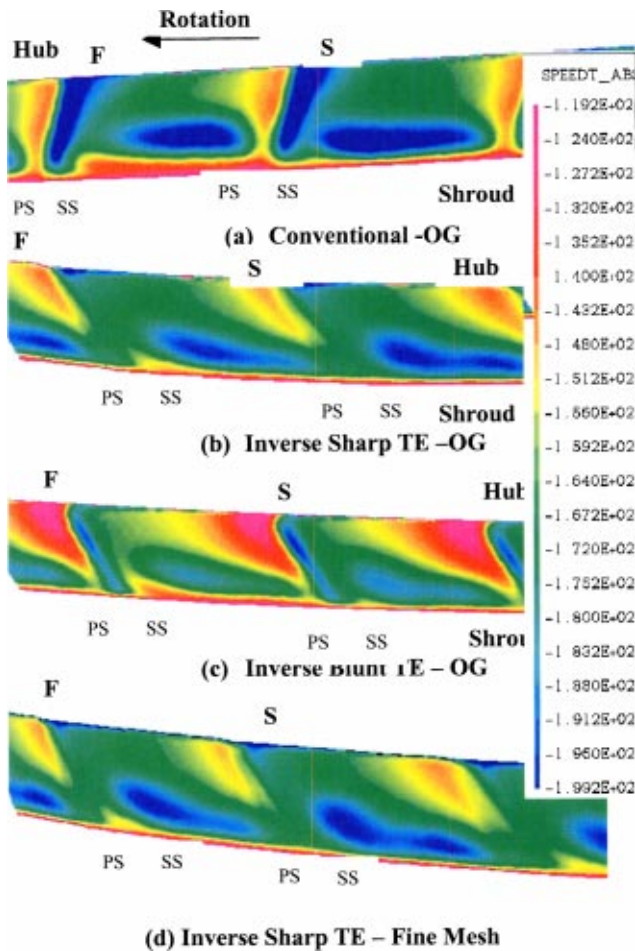 Rotation
Hub F S
SPEEDT_ABS
-1.192E+02
-1.240E+02
-1.272E+02
-1.320E+02
-1.352E+02
-1.400E+02
-1.432E+02
-1.480E+02
-1.512E+02
-1.560E+02
-1.592E+02
-1.640E+02
-1.672E+02
-1.720E+02
-1.752E+02
-1.800E+02
-1.832E+02
-1.880E+02
-1.912E+02
-1.960E+02
-1.992E+02
PS SS PS SS Shroud
(a) Conventional -OG
F S Hub
PS SS PS SS
Shroud
(b) Inverse Sharp TE –OG
F S Hub
PS SS PS SS Shrou
(c) Inverse Blunt TE – OG
F S
PS SS PS SS
(d) Inverse Sharp TE – Fine Mesh